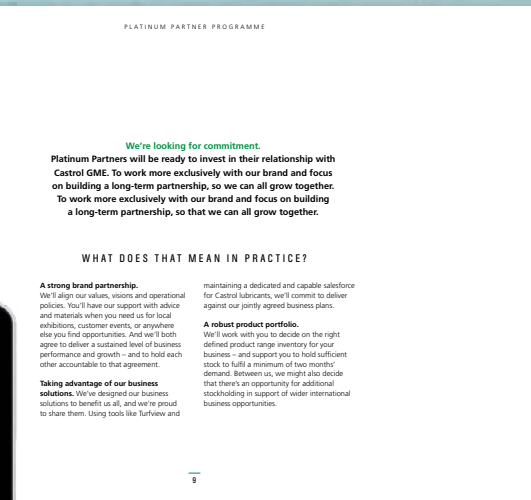 PLATINUM PARTNER PROGRAMME
We're looking for commitment.
Platinum Partners will be ready to invest in their relationship with
Castrol GME. To work more exclusively with our brand and focus
on building a long-term partnership, so we can all grow together.
To work more exclusively with our brand and focus on building
a long-term partnership, so that we can all grow together.
WHAT DOES THAT MEAN IN PRACTICE?
A strong brand partnership.
We'll align our values, visions and operational
policies. You'll have our support with advice
and materials when you need us for local
exhibitions, customer events, or anywhere
else you find opportunities. And we'll both
agree to deliver a sustained level of business
performance and growth – and to hold each
other accountable to that agreement.
Taking advantage of our business
solutions. We've designed our business
solutions to benefit us all, and we're proud
to share them. Using tools like Turfview and
maintaining a dedicated and capable salesforce
for Castrol lubricants, we'll commit to deliver
against our jointly agreed business plans.
A robust product portfolio.
We'll work with you to decide on the right
defined product range inventory for your
business – and support you to hold sufficient
stock to fulfil a minimum of two months'
demand. Between us, we might also decide
that there's an opportunity for additional
stockholding in support of wider international
business opportunities.
9